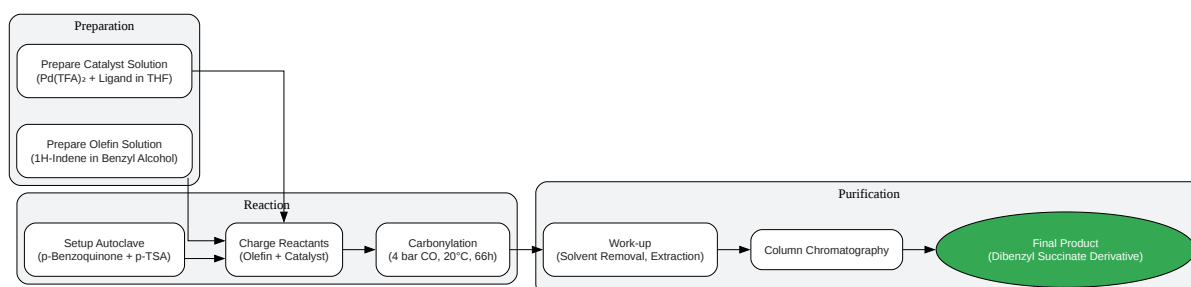 Preparation
Prepare Catalyst Solution
(Pd(TFA)₂ + Ligand in THF)
Prepare Olefin Solution
(1H-Indene in Benzyl Alcohol)
Reaction
Setup Autoclave
(p-Benzoquinone + p-TSA)
Charge Reactants
(Olefin + Catalyst)
Carbonylation
(4 bar CO, 20°C, 66h)
Purification
Work-up
(Solvent Removal, Extraction)
Column Chromatography
Final Product
(Dibenzyl Succinate Derivative)